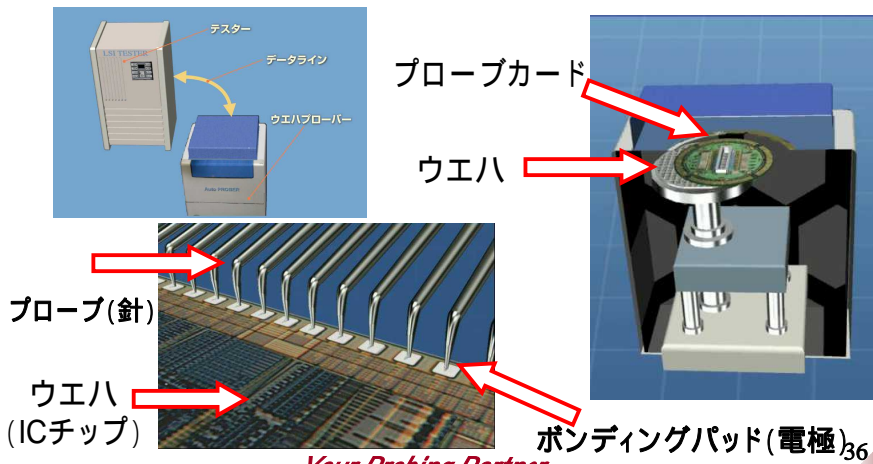 テスター
LSI TESTER
データライン
ウエハプローバー
Auto PROBER
プローブカード
ウエハ
プローブ(針)
ウエハ
(ICチップ)
ボンディングパッド(電極)
36
Your Probing Partner